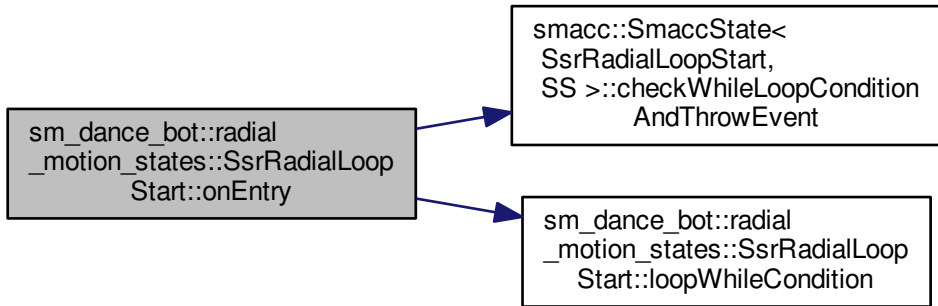 sm_dance_bot::radial
_motion_states::SsrRadialLoop
Start::onEntry
smacc::SmaccState<
SsrRadialLoopStart,
SS >::checkWhileLoopCondition
AndThrowEvent
sm_dance_bot::radial
_motion_states::SsrRadialLoop
Start::loopWhileCondition